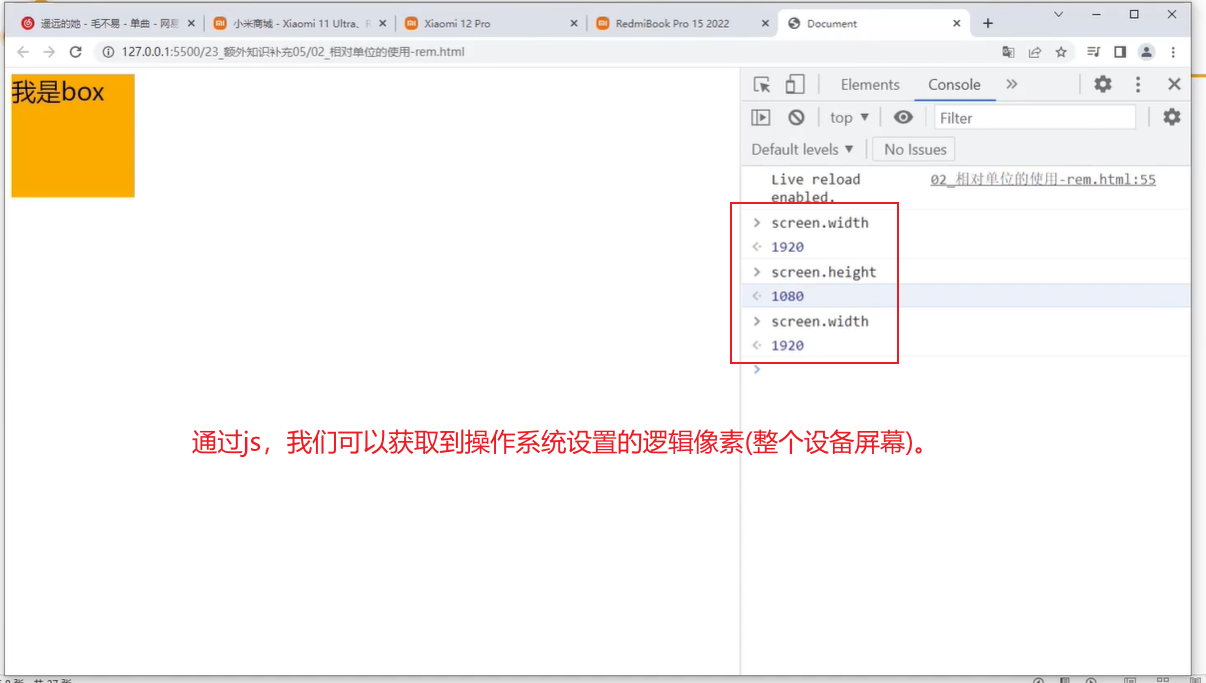 遥远的她 - 毛不易 - 单曲 - 网易
小米商城 - Xiaomi 11 Ultra、F
Xiaomi 12 Pro
RedmiBook Pro 15 2022
Document
127.0.0.1:5500/23_额外知识补充05/02_相对单位的使用-rem.html
我是box
Elements
Console
top
Filter
Default levels
No Issues
Live reload enabled.
02_相对单位的使用-rem.html:55
screen.width
1920
screen.height
1080
screen.width
1920
通过js，我们可以获取到操作系统设置的逻辑像素(整个设备屏幕)。